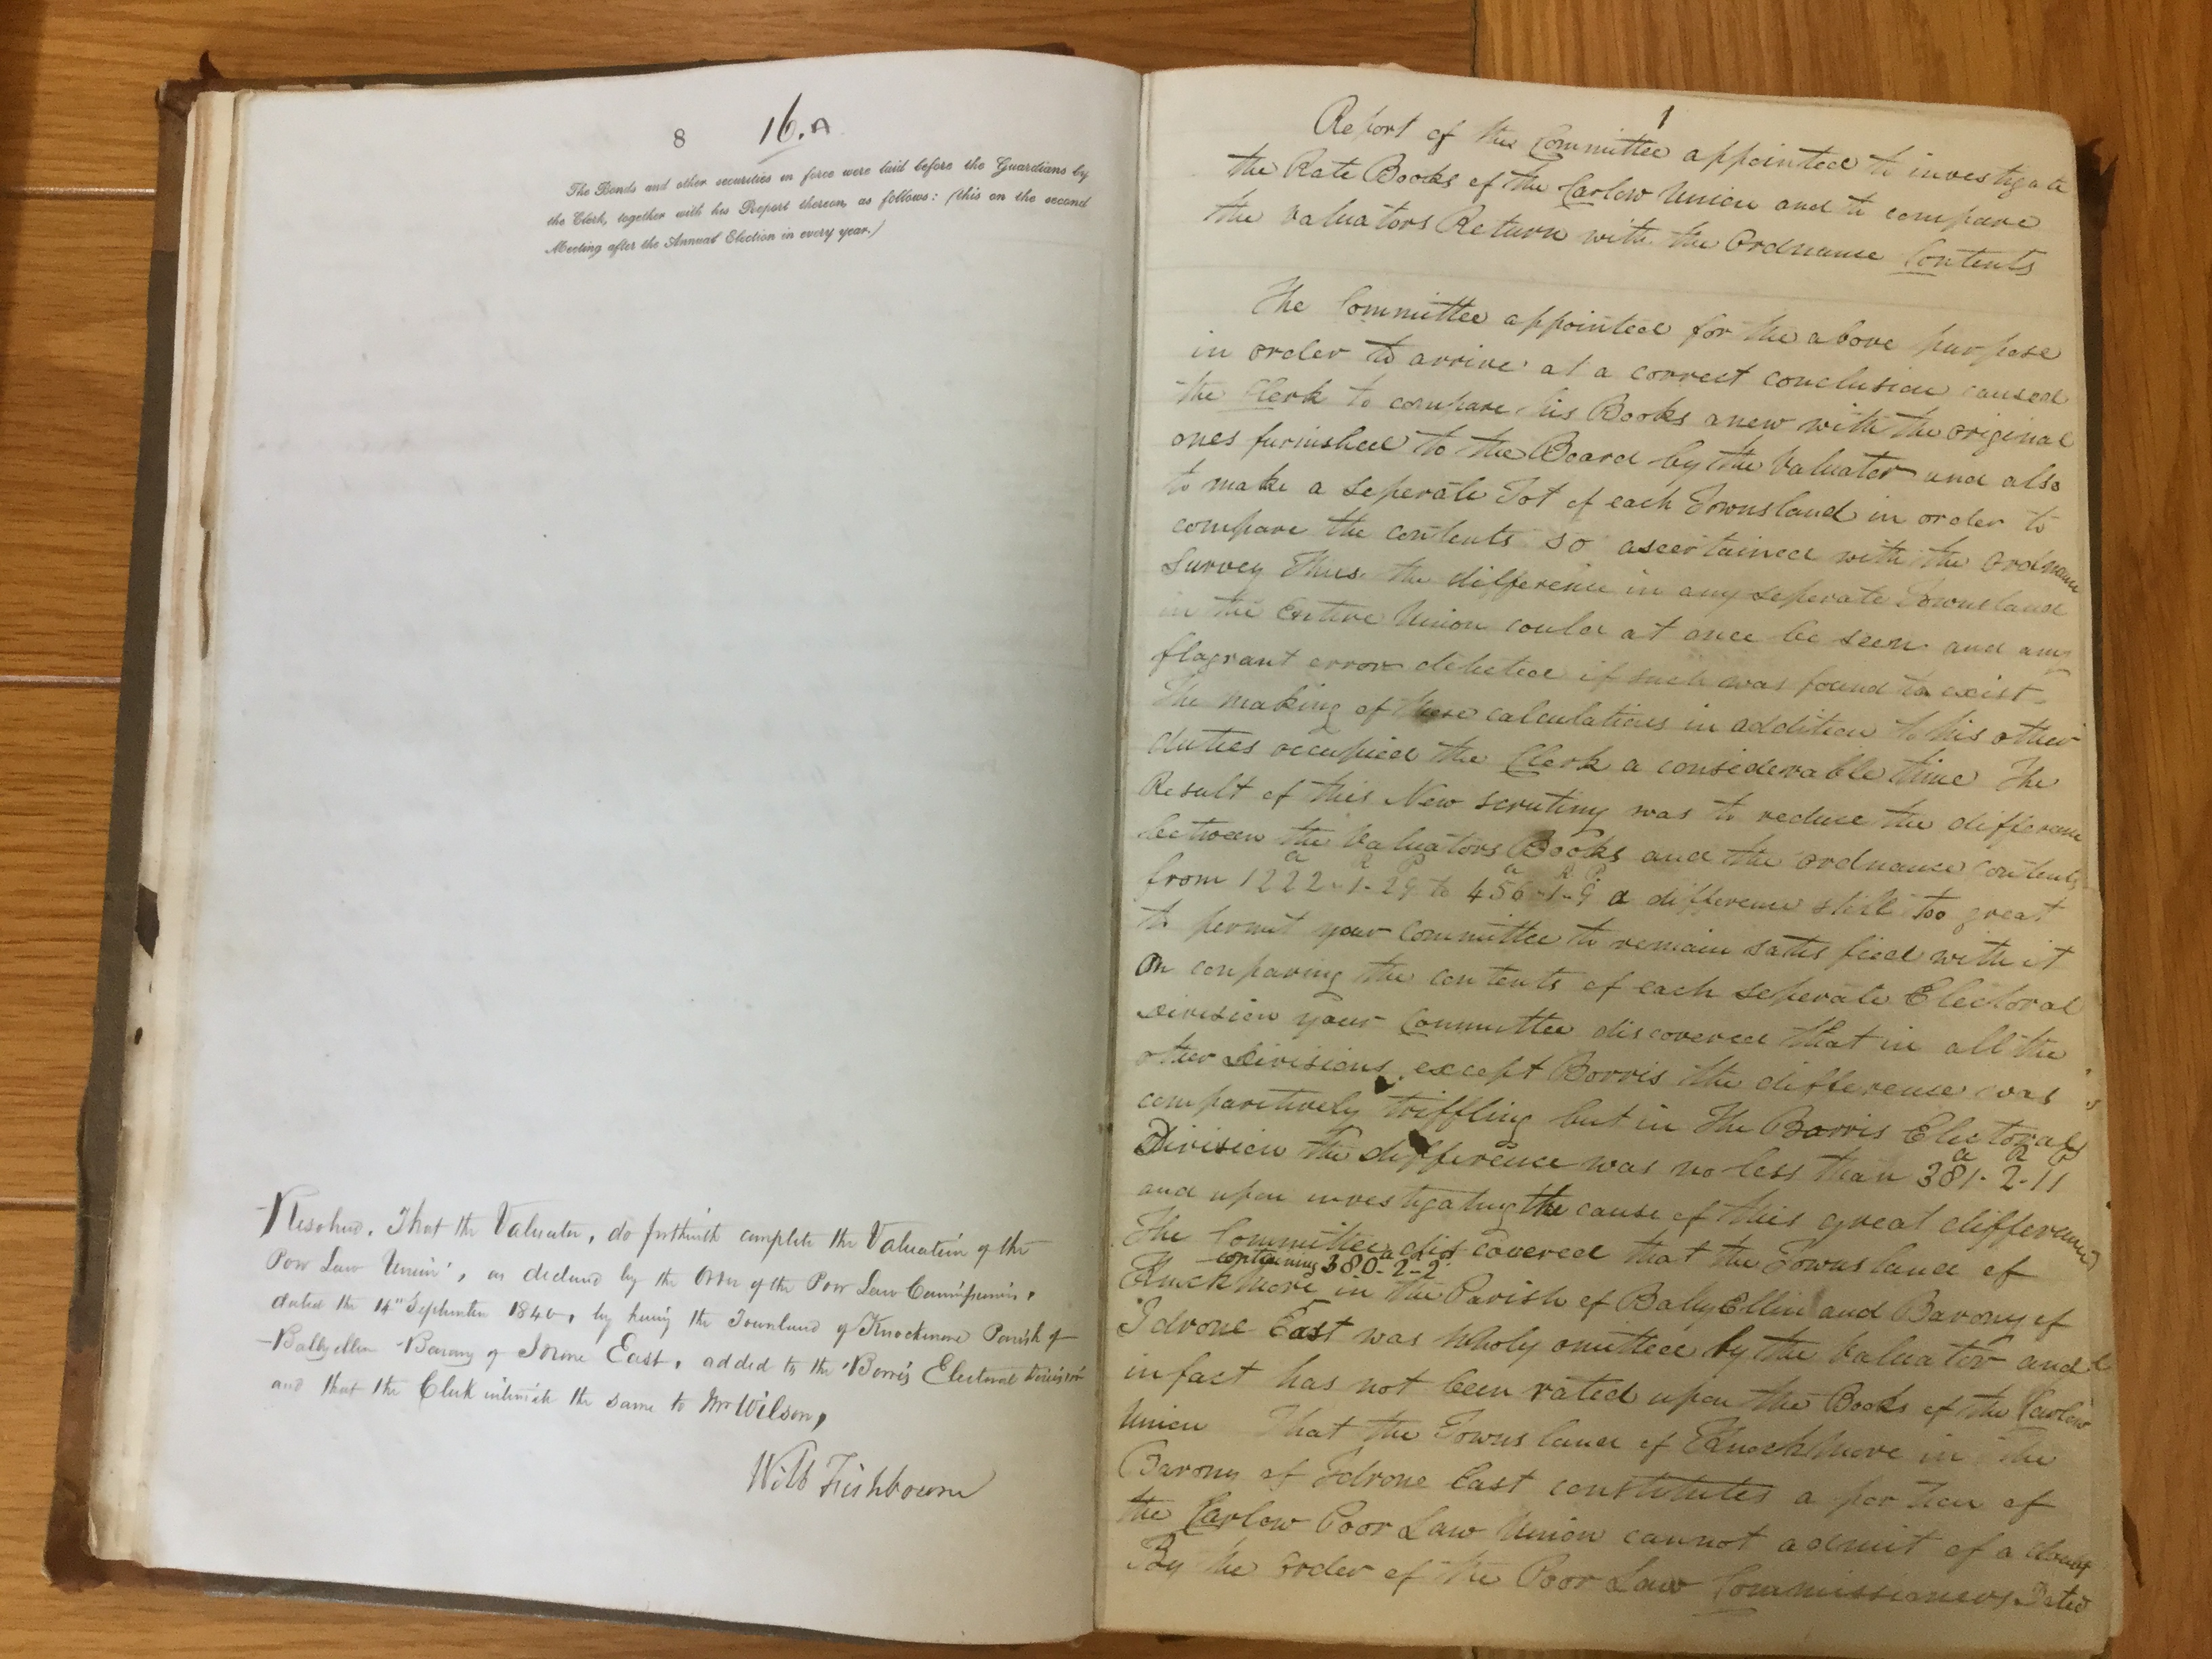 8 16.A
The Bonds and other securities in force were laid before the Guardians by
the Clerk, together with his Report thereon, as follows: (this on the second
Meeting after the Annual Election in every year.)
Resolved. That the Valuator, do forthwith complete the Valuation of the
Poor Law Union, as declared by the Order of the Poor Law Commissioners,
dated the 14th September 1840, by having the Townland of Knockmore Parish of
Ballyellin Barony of Idrone East, added to the Borris Electoral Division
and that the Clerk intimate the same to Mr Wilson,
Will Fishbourne
1
Report of the Committee appointed to investigate
the Rate Books of the Carlow Union and to compare
the Valuators Return with the Ordnance Contents
The Committee appointed for the above purpose
in order to arrive at a correct conclusion caused
the Clerk to compare his Books anew with the original
ones furnished to the Board by the Valuator and also
to make a seperate Tot of each Townsland in order to
compare the contents so ascertained with the Ordnance
Survey Thus the difference in any seperate Townsland
in the Entire Union could at once be seen and any
flagrant error detected if such was found to exist
The making of these calculations in addition to his other
duties occupied the Clerk a considerable time The
Result of this New scrutiny was to reduce the difference
between the Valuators Books and the Ordnance contents
a R P a R P
from 1222-1-29 to 456-1-9 a difference still too great
to permit your Committee to remain satisfied with it
On conparing the contents of each seperate Electoral
Division your Committee discovered that in all the
other Divisions except Borris the difference was
comparitively triffling but in the Borris Electoral
a R P
Division the difference was no less than 381-2-11
and upon investigating the cause of this great difference
The Committee discovered that the Townsland of
containing 380-2-2
KnockMore in the Parish of BallyEllin and Barony of
Idrone East was wholy omitted by the Valuator and
in fact has not been rated upon the Books of the Carlow
Union That the Townsland of KnockMore in the
Barony of Idrone East constitutes a portion of
the Carlow Poor Law Union cannot admit of a doubt
By the Order of the Poor Law Commissioners Dated